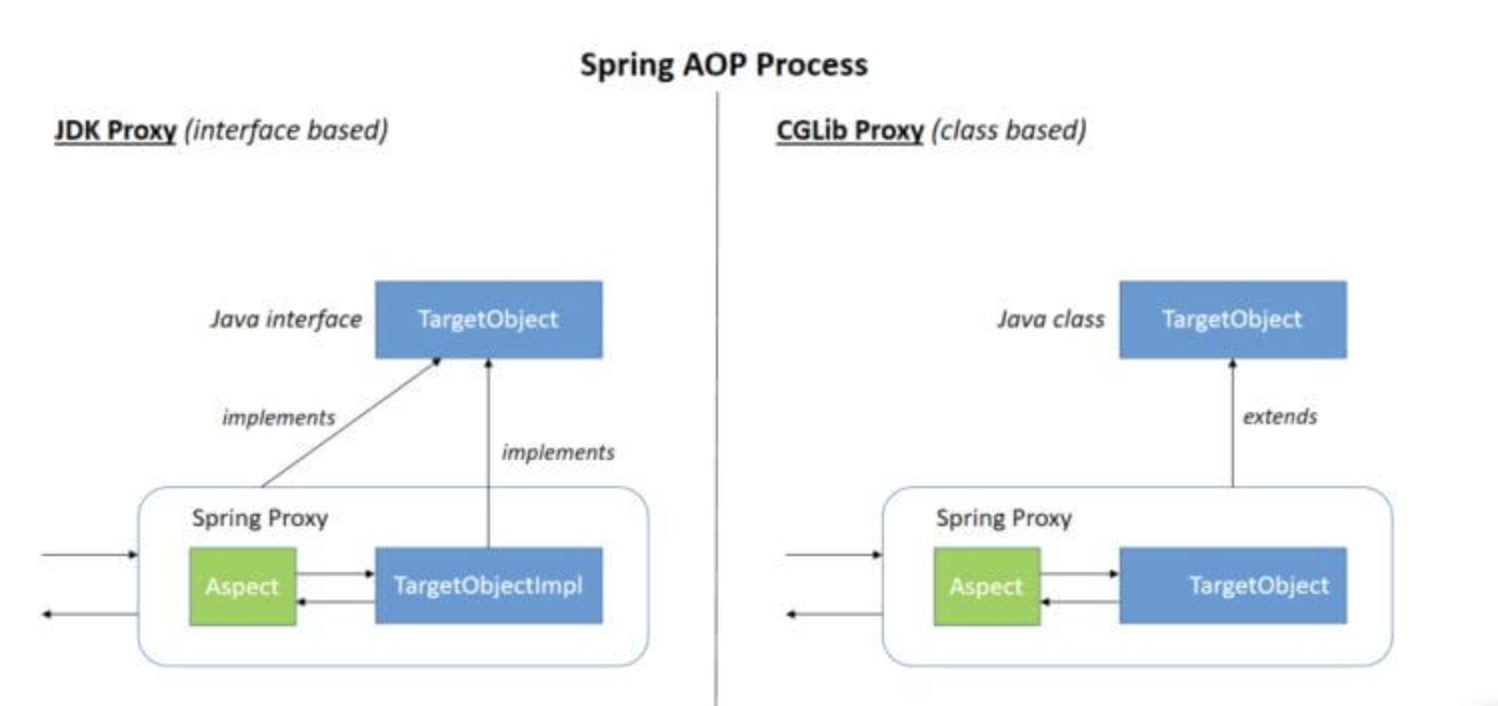 Spring AOP Process
JDK Proxy (interface based)
Java interface
TargetObject
implements
implements
Spring Proxy
Aspect
TargetObjectImpl
CGLib Proxy (class based)
Java class
TargetObject
extends
Spring Proxy
Aspect
TargetObject